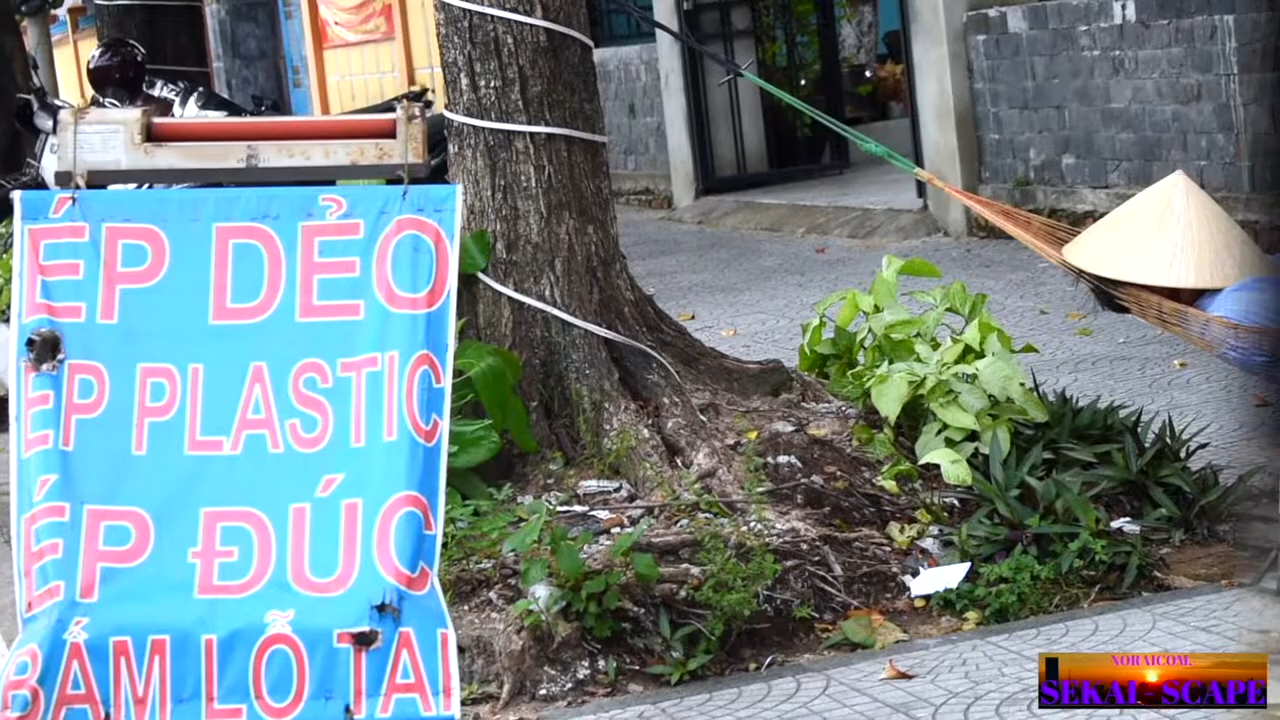 ÉP DẺO
ÉP PLASTIC
ÉP ĐÚC
BẤM LỖ TAI
NORAICOM.
SEKAI - SCAPE